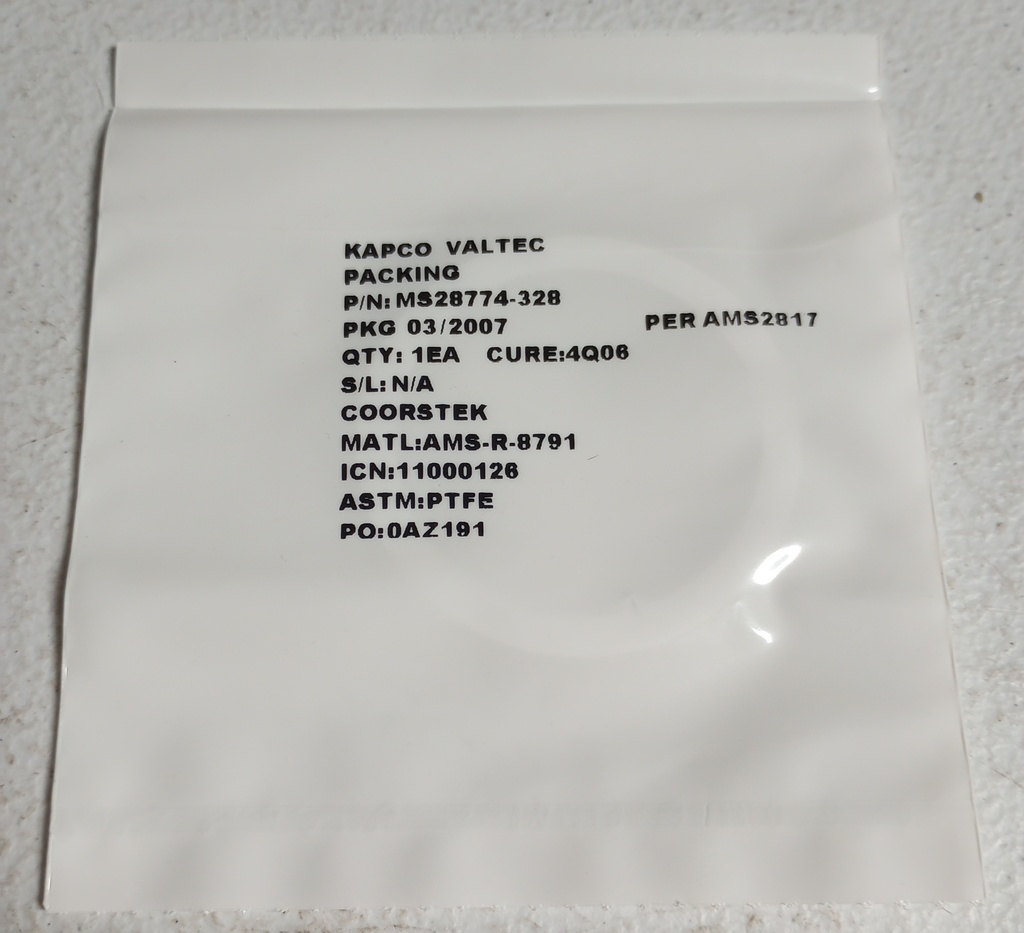 KAPCO VALTEC
PACKING
P/N: MS28774-328
PKG 03/2007 PER AMS2817
QTY: 1EA CURE:4Q06
S/L: N/A
COORSTEK
MATL:AMS-R-8791
ICN:11000126
ASTM:PTFE
PO:0AZ191